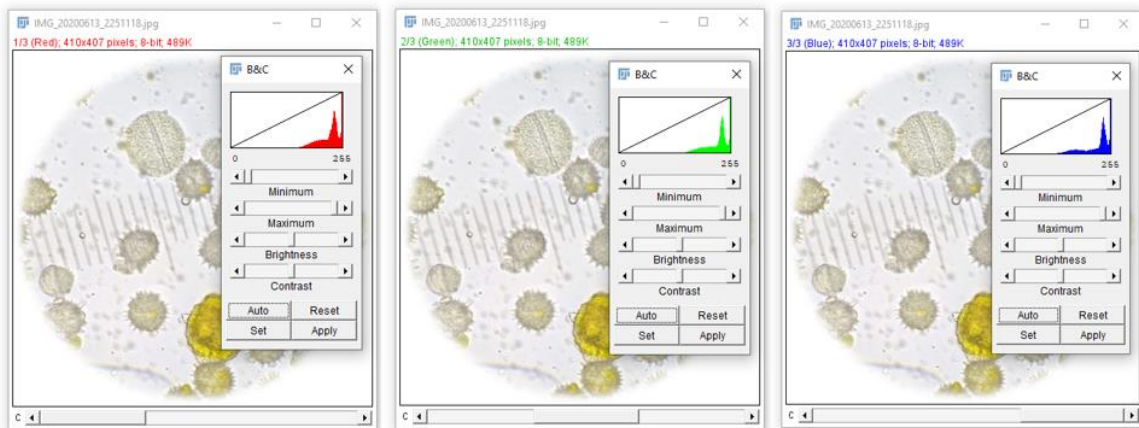 IMG_20200613_2251118.jpg
1/3 (Red); 410x407 pixels; 8-bit; 489K
B&C
0 255
Minimum
Maximum
Brightness
Contrast
Auto Reset
Set Apply
c
IMG_20200613_2251118.jpg
2/3 (Green); 410x407 pixels; 8-bit; 489K
B&C
0 255
Minimum
Maximum
Brightness
Contrast
Auto Reset
Set Apply
c
IMG_20200613_2251118.jpg
3/3 (Blue); 410x407 pixels; 8-bit; 489K
B&C
0 255
Minimum
Maximum
Brightness
Contrast
Auto Reset
Set Apply
c